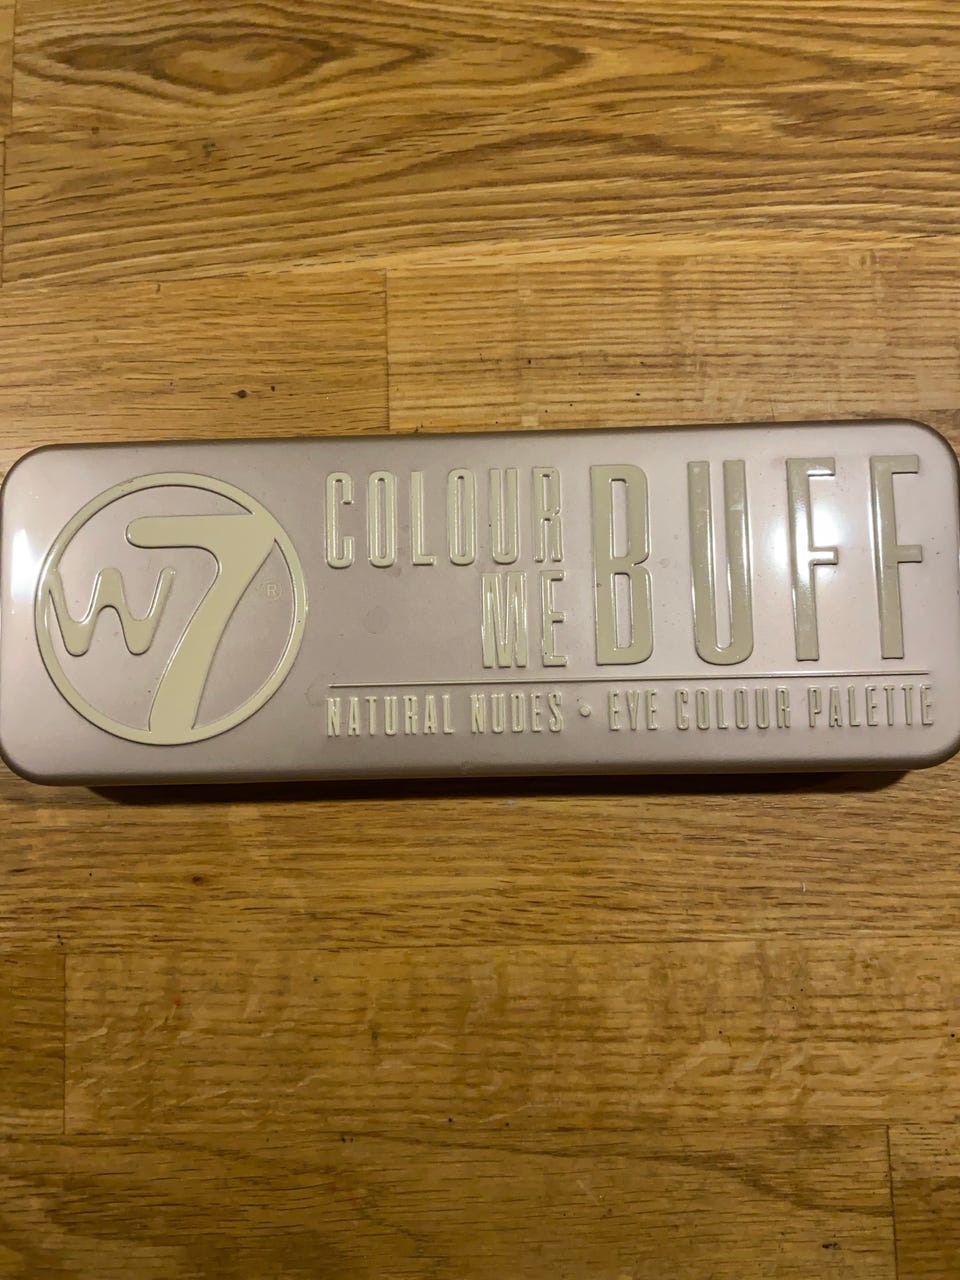 W7®
COLOUR
ME
BUFF
NATURAL NUDES • EYE COLOUR PALETTE